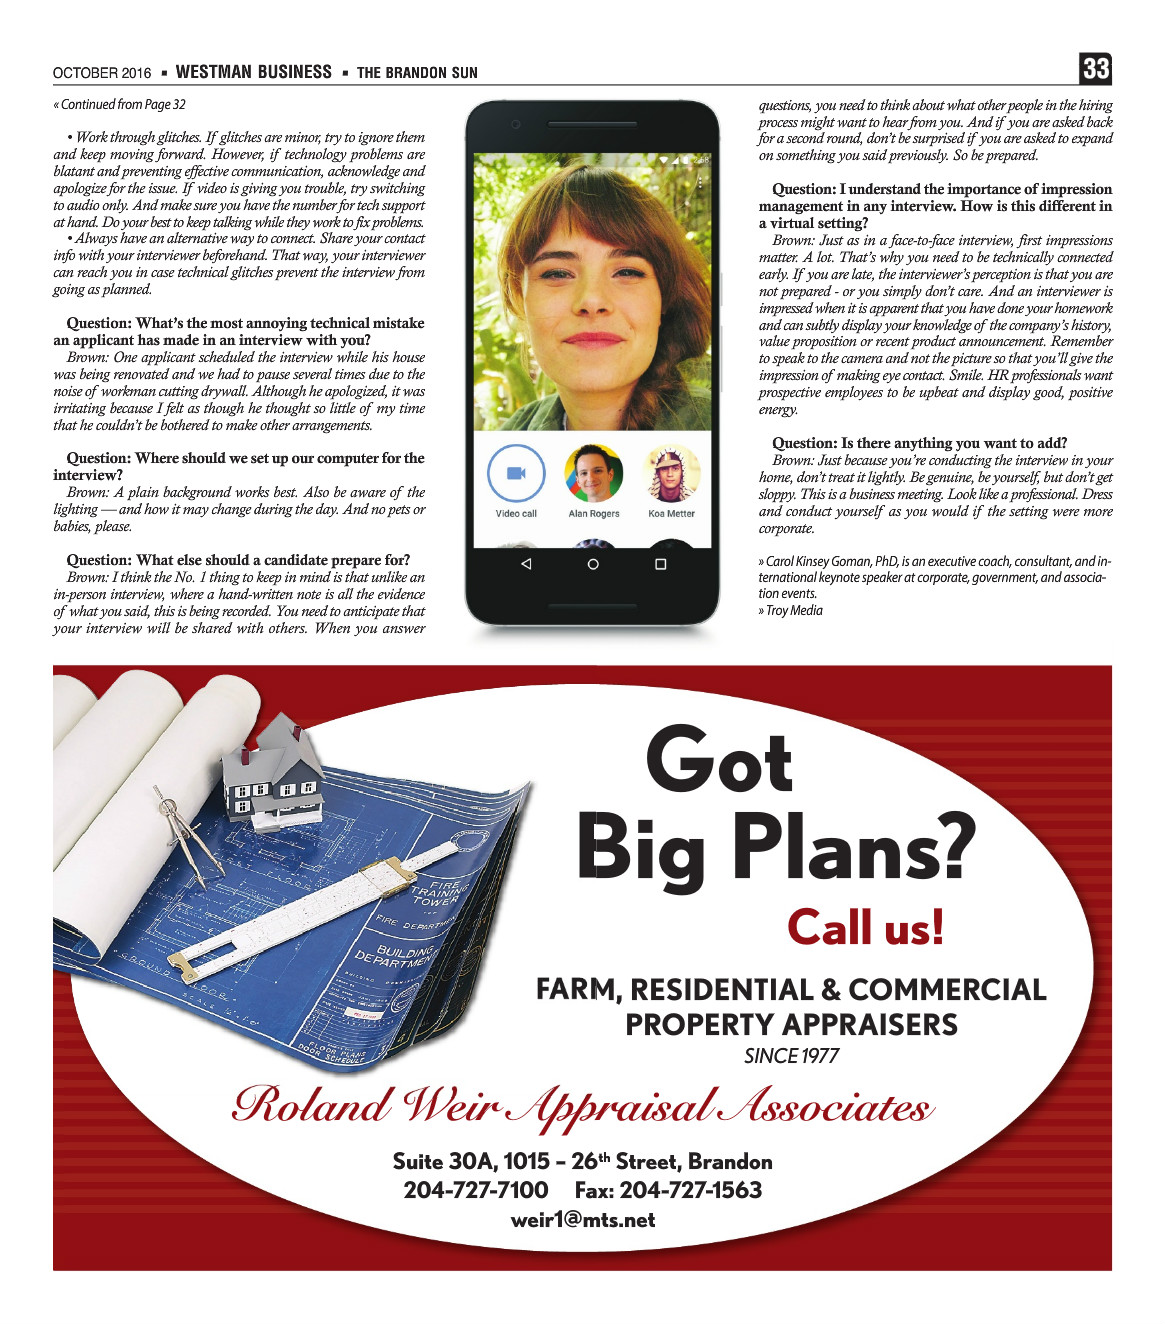 OCTOBER 2016 ▪ WESTMAN BUSINESS ▪ THE BRANDON SUN
33
« Continued from Page 32
• Work through glitches. If glitches are minor, try to ignore them
and keep moving forward. However, if technology problems are
blatant and preventing effective communication, acknowledge and
apologize for the issue. If video is giving you trouble, try switching
to audio only. And make sure you have the number for tech support
at hand. Do your best to keep talking while they work to fix problems.
• Always have an alternative way to connect. Share your contact
info with your interviewer beforehand. That way, your interviewer
can reach you in case technical glitches prevent the interview from
going as planned.
Question: What's the most annoying technical mistake
an applicant has made in an interview with you?
Brown: One applicant scheduled the interview while his house
was being renovated and we had to pause several times due to the
noise of workman cutting drywall. Although he apologized, it was
irritating because I felt as though he thought so little of my time
that he couldn't be bothered to make other arrangements.
Question: Where should we set up our computer for the
interview?
Brown: A plain background works best. Also be aware of the
lighting — and how it may change during the day. And no pets or
babies, please.
Question: What else should a candidate prepare for?
Brown: I think the No. 1 thing to keep in mind is that unlike an
in-person interview, where a hand-written note is all the evidence
of what you said, this is being recorded. You need to anticipate that
your interview will be shared with others. When you answer
Video call
Alan Rogers
Koa Metter
questions, you need to think about what other people in the hiring
process might want to hear from you. And if you are asked back
for a second round, don't be surprised if you are asked to expand
on something you said previously. So be prepared.
Question: I understand the importance of impression
management in any interview. How is this different in
a virtual setting?
Brown: Just as in a face-to-face interview, first impressions
matter. A lot. That's why you need to be technically connected
early. If you are late, the interviewer's perception is that you are
not prepared - or you simply don't care. And an interviewer is
impressed when it is apparent that you have done your homework
and can subtly display your knowledge of the company's history,
value proposition or recent product announcement. Remember
to speak to the camera and not the picture so that you'll give the
impression of making eye contact. Smile. HR professionals want
prospective employees to be upbeat and display good, positive
energy.
Question: Is there anything you want to add?
Brown: Just because you're conducting the interview in your
home, don't treat it lightly. Be genuine, be yourself, but don't get
sloppy. This is a business meeting. Look like a professional. Dress
and conduct yourself as you would if the setting were more
corporate.
» Carol Kinsey Goman, PhD, is an executive coach, consultant, and in-
ternational keynote speaker at corporate, government, and associa-
tion events.
» Troy Media
FIRE
TRAINING
TOWER
FIRE DEPARTMENT
BUILDING
DEPARTMENT
GROUND FLOOR
SCALE
FLOOR PLANS
DOOR SCHEDULE
Got
Big Plans?
Call us!
FARM, RESIDENTIAL & COMMERCIAL
PROPERTY APPRAISERS
SINCE 1977
Roland Weir Appraisal Associates
Suite 30A, 1015 – 26th Street, Brandon
204-727-7100 Fax: 204-727-1563
weir1@mts.net